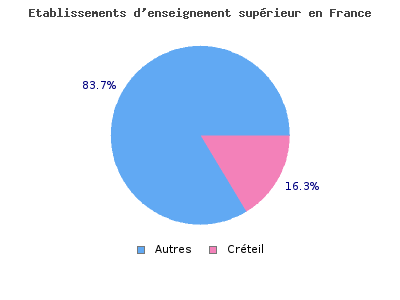 Etablissements d’enseignement supérieur en France
83.7%
16.3%
Autres
Créteil